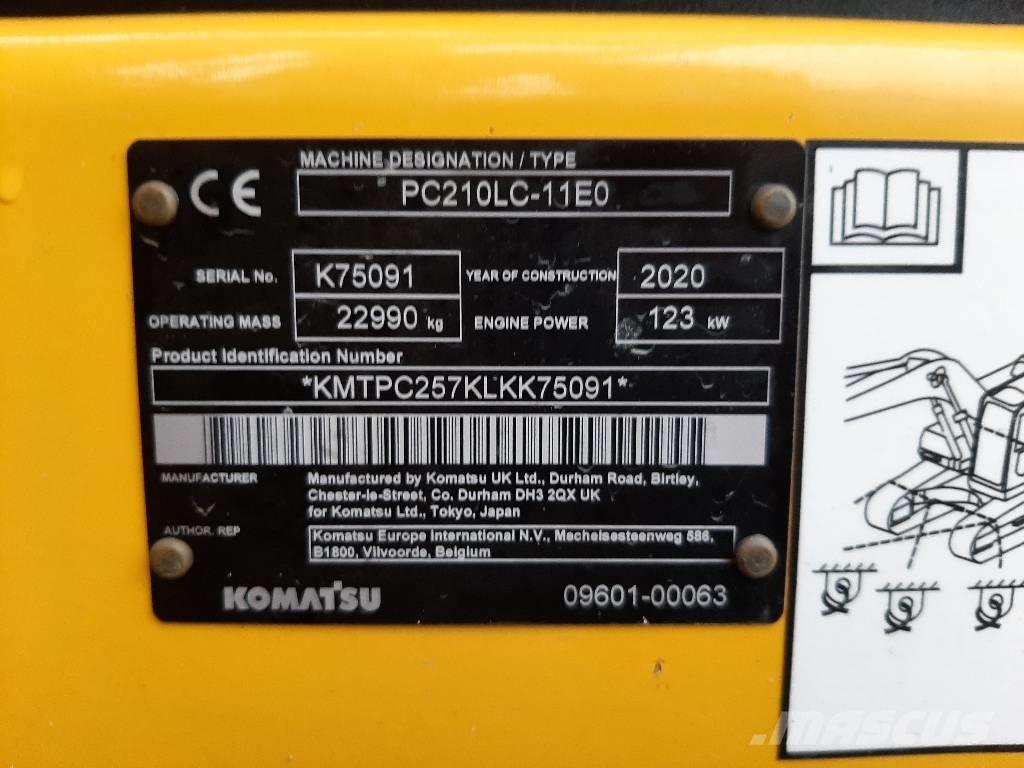 CE
MACHINE DESIGNATION / TYPE
PC210LC-11E0
SERIAL No. K75091 YEAR OF CONSTRUCTION 2020
OPERATING MASS 22990 kg ENGINE POWER 123 kW
Product Identification Number
*KMTPC257KLKK75091*
MANUFACTURER Manufactured by Komatsu UK Ltd., Durham Road, Birtley,
Chester-le-Street, Co. Durham DH3 2QX UK
for Komatsu Ltd., Tokyo, Japan
AUTHOR. REP Komatsu Europe International N.V., Mechelsesteenweg 586,
B1800, Vilvoorde, Belgium
KOMATSU 09601-00063
MASCUS